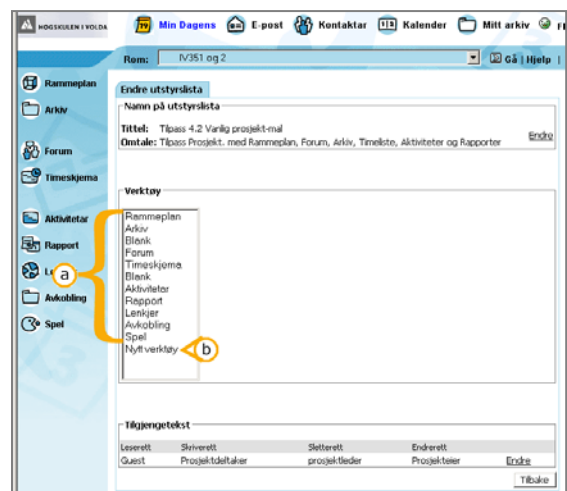 HØGSKULEN I VOLDA
Min Dagens E-post Kontaktar Kalender Mitt arkiv
Rom: IV351 og 2 Gå | Hjelp |
Rammeplan
Arkiv
Forum
Timeskjema
Aktivitetar
Rapport
Avkobling
Spel
Endre utstyrslista
Namn på utstyrslista
Tittel: Tilpass 4.2 Vanlig prosjekt-mal
Omtale: Tilpass Prosjekt. med Rammeplan, Forum, Arkiv, Timeliste, Aktiviteter og Rapporter Endre
Verktøy
Rammeplan
Arkiv
Blank
Forum
Timeskjema
Blank
Aktivitetar
Rapport
Lenkjer
Avkobling
Spel
Nytt verktøy
a
b
Tilgjengetekst
Leserett Skriverett Sletterett Endrerett
Guest Prosjektdeltaker prosjektleder Prosjekteier Endre
Tilbake